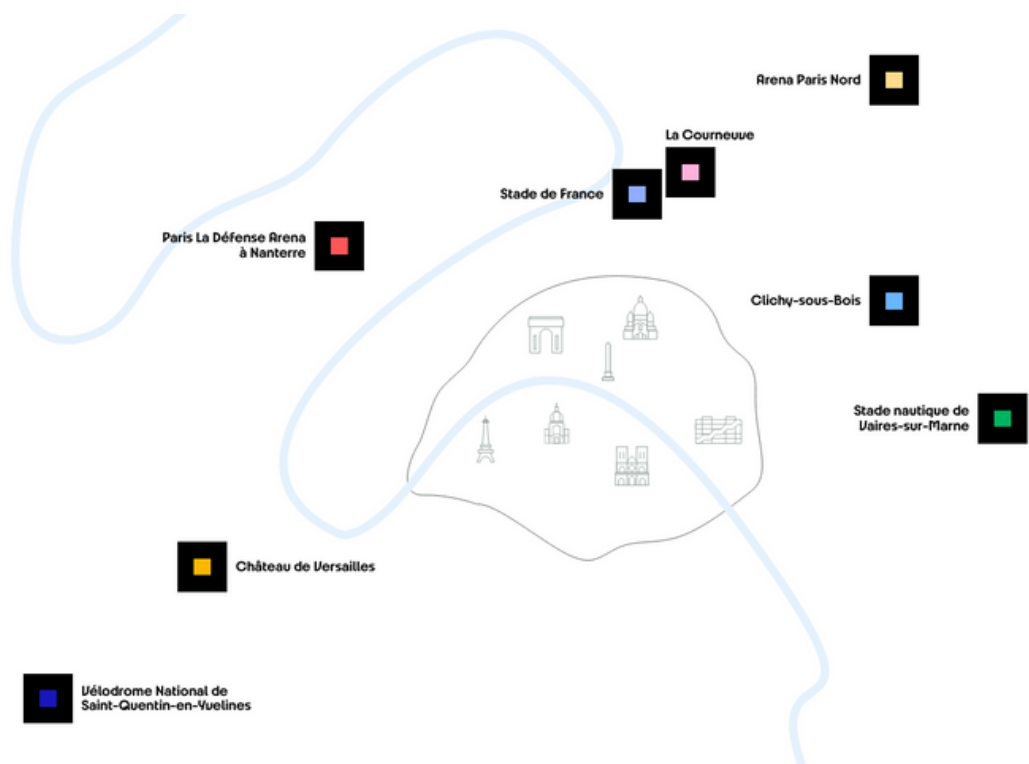 Arena Paris Nord
La Courneuve
Stade de France
Paris La Défense Arena
à Nanterre
Clichy-sous-Bois
Stade nautique de
Vaires-sur-Marne
Château de Versailles
Vélodrome National de
Saint-Quentin-en-Yvelines